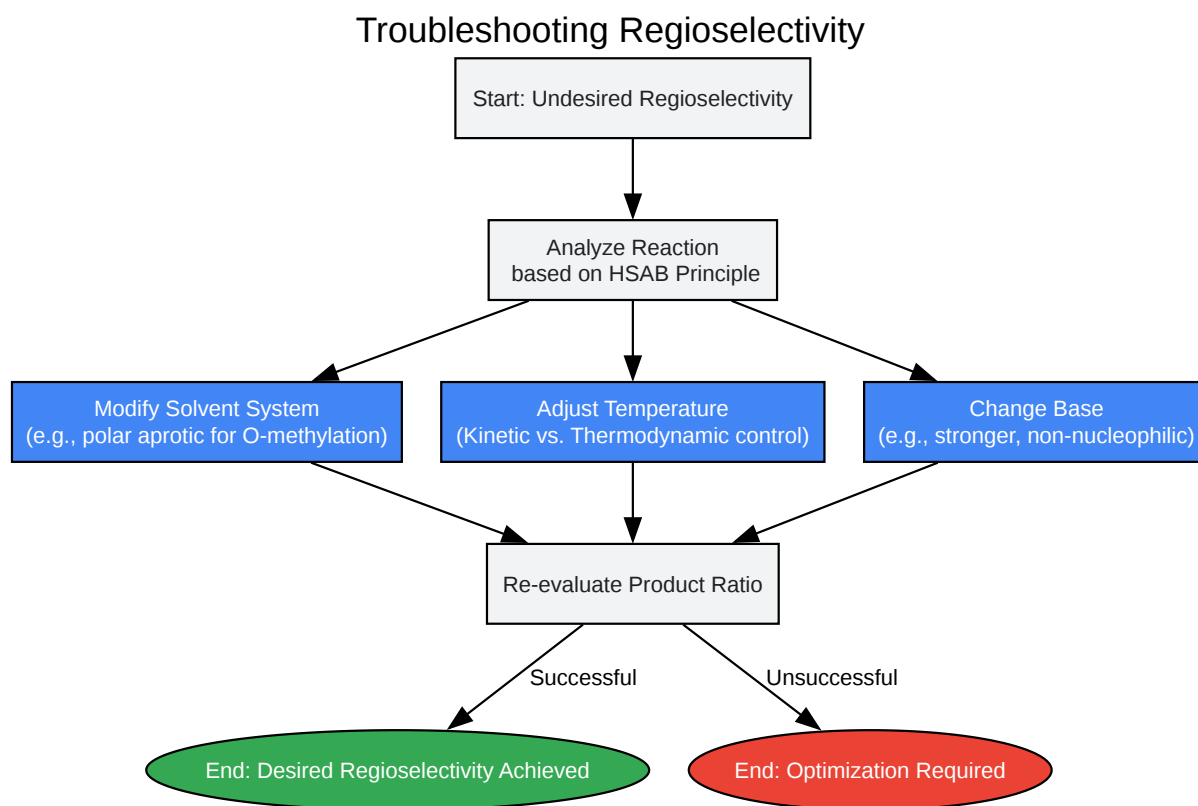 Troubleshooting Regioselectivity
Start: Undesired Regioselectivity
Analyze Reaction
based on HSAB Principle
Modify Solvent System
(e.g., polar aprotic for O-methylation)
Adjust Temperature
(Kinetic vs. Thermodynamic control)
Change Base
(e.g., stronger, non-nucleophilic)
Re-evaluate Product Ratio
Successful
Unsuccessful
End: Desired Regioselectivity Achieved
End: Optimization Required